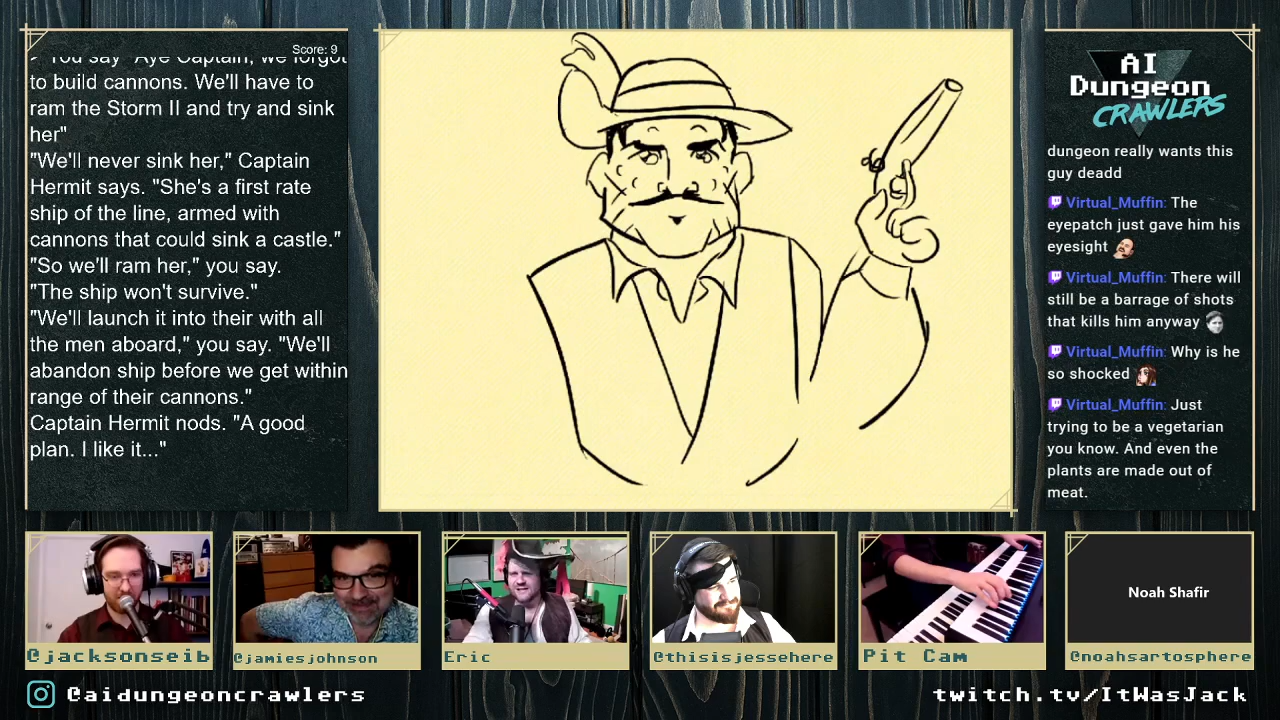 Score: 9
> You say "Aye Captain, we forgot
to build cannons. We'll have to
ram the Storm II and try and sink
her"
"We'll never sink her," Captain
Hermit says. "She's a first rate
ship of the line, armed with
cannons that could sink a castle."
"So we'll ram her," you say.
"The ship won't survive."
"We'll launch it into their with all
the men aboard," you say. "We'll
abandon ship before we get within
range of their cannons."
Captain Hermit nods. "A good
plan. I like it..."
AI
Dungeon
CRAWLERS
dungeon really wants this
guy deadd
Virtual_Muffin: The
eyepatch just gave him his
eyesight
Virtual_Muffin: There will
still be a barrage of shots
that kills him anyway
Virtual_Muffin: Why is he
so shocked
Virtual_Muffin: Just
trying to be a vegetarian
you know. And even the
plants are made out of
meat.
Noah Shafir
@jacksonseib
@jamiesjohnson
Eric
@thisisjessehere
Pit Cam
@noahsartosphere
@aidungeoncrawlers
twitch.tv/ItWasJack